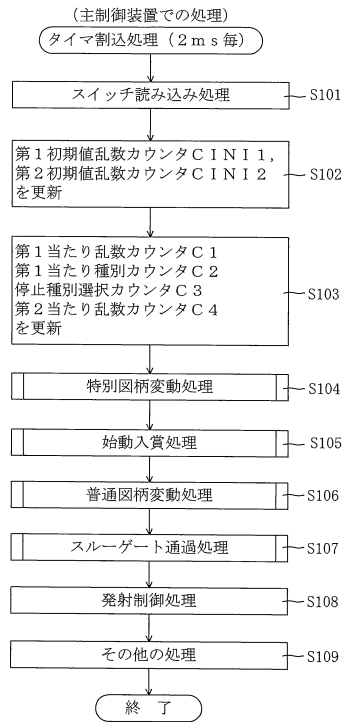 （主制御装置での処理）
タイマ割込処理（２ｍｓ毎）
スイッチ読み込み処理
S101
第１初期値乱数カウンタＣＩＮＩ１，
第２初期値乱数カウンタＣＩＮＩ２
を更新
S102
第１当たり乱数カウンタＣ１
第１当たり種別カウンタＣ２
停止種別選択カウンタＣ３
第２当たり乱数カウンタＣ４
を更新
S103
特別図柄変動処理
S104
始動入賞処理
S105
普通図柄変動処理
S106
スルーゲート通過処理
S107
発射制御処理
S108
その他の処理
S109
終 了